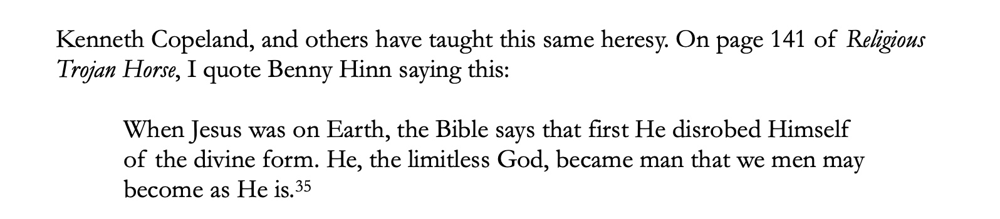 Kenneth Copeland, and others have taught this same heresy. On page 141 of Religious
Trojan Horse, I quote Benny Hinn saying this:
When Jesus was on Earth, the Bible says that first He disrobed Himself
of the divine form. He, the limitless God, became man that we men may
become as He is.35